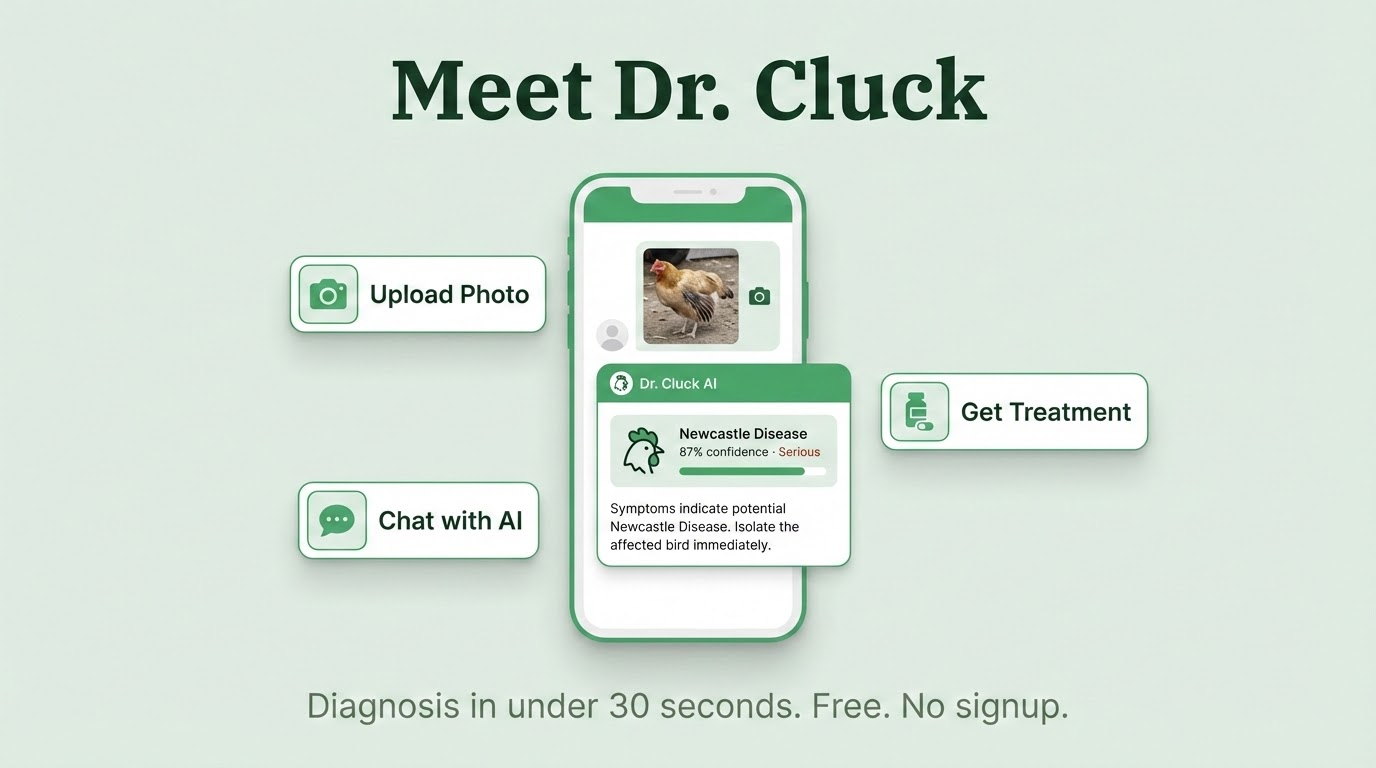 Meet Dr. Cluck
Upload Photo
Dr. Cluck AI
Newcastle Disease
87% confidence · Serious
Symptoms indicate potential
Newcastle Disease. Isolate the
affected bird immediately.
Get Treatment
Chat with AI
Diagnosis in under 30 seconds. Free. No signup.